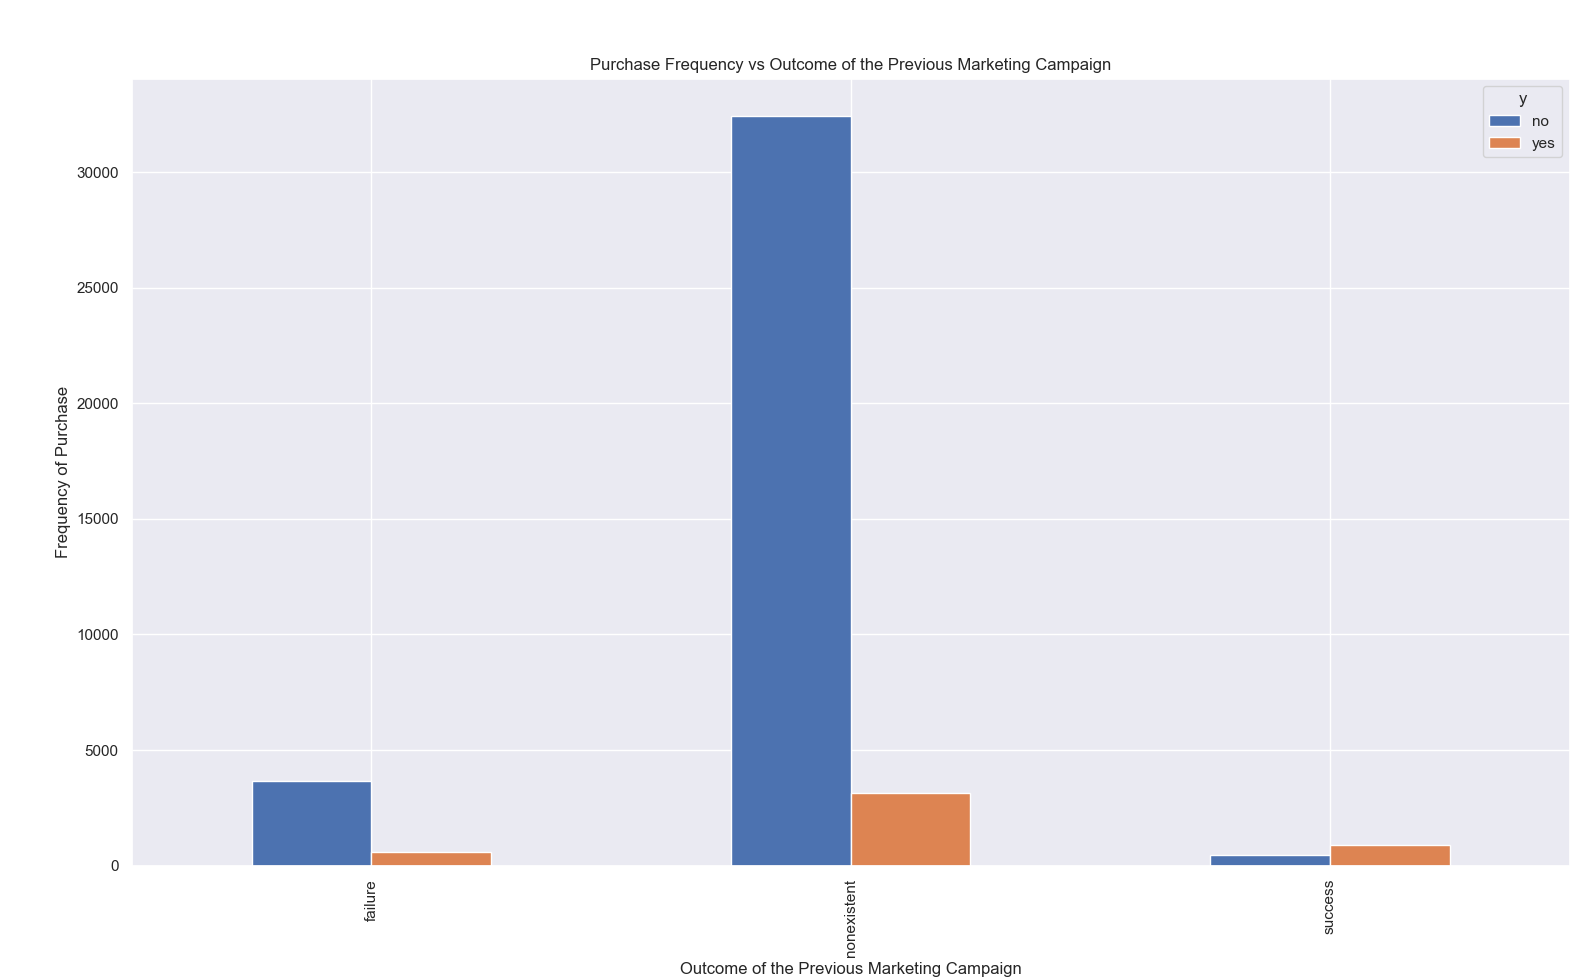 Purchase Frequency vs Outcome of the Previous Marketing Campaign
y
no
yes
Frequency of Purchase
30000
25000
20000
15000
10000
5000
0
failure
nonexistent
success
Outcome of the Previous Marketing Campaign